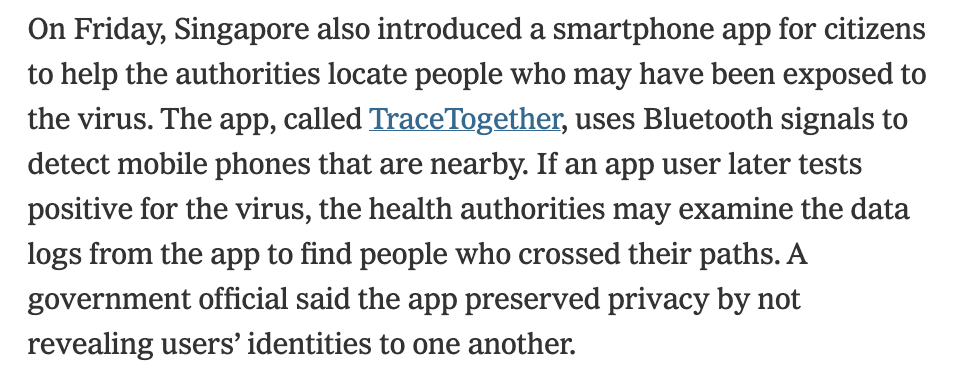 On Friday, Singapore also introduced a smartphone app for citizens
to help the authorities locate people who may have been exposed to
the virus. The app, called TraceTogether, uses Bluetooth signals to
detect mobile phones that are nearby. If an app user later tests
positive for the virus, the health authorities may examine the data
logs from the app to find people who crossed their paths. A
government official said the app preserved privacy by not
revealing users’ identities to one another.